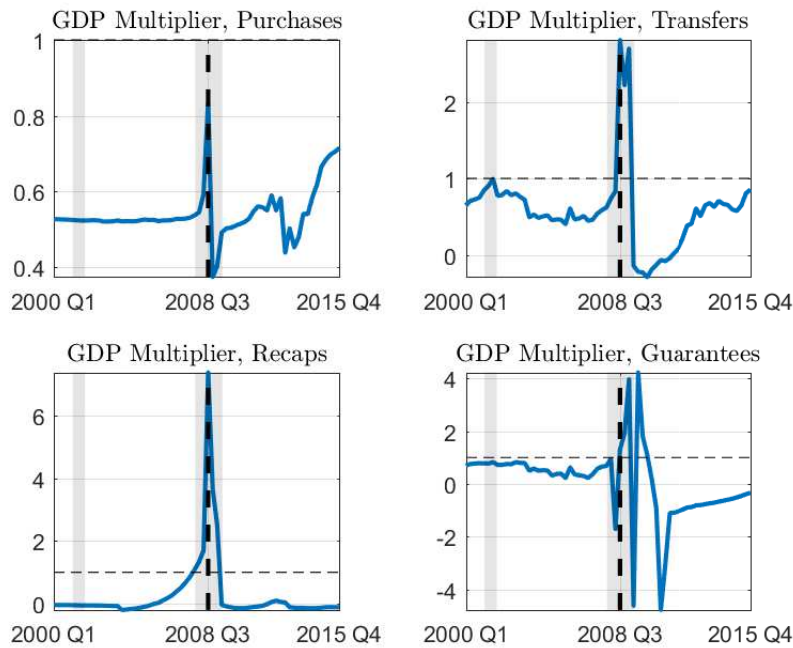 GDP Multiplier, Purchases
1
0.8
0.6
0.4
2000 Q1 2008 Q3 2015 Q4
GDP Multiplier, Transfers
2
1
0
2000 Q1 2008 Q3 2015 Q4
GDP Multiplier, Recaps
6
4
2
0
2000 Q1 2008 Q3 2015 Q4
GDP Multiplier, Guarantees
4
2
0
-2
-4
2000 Q1 2008 Q3 2015 Q4